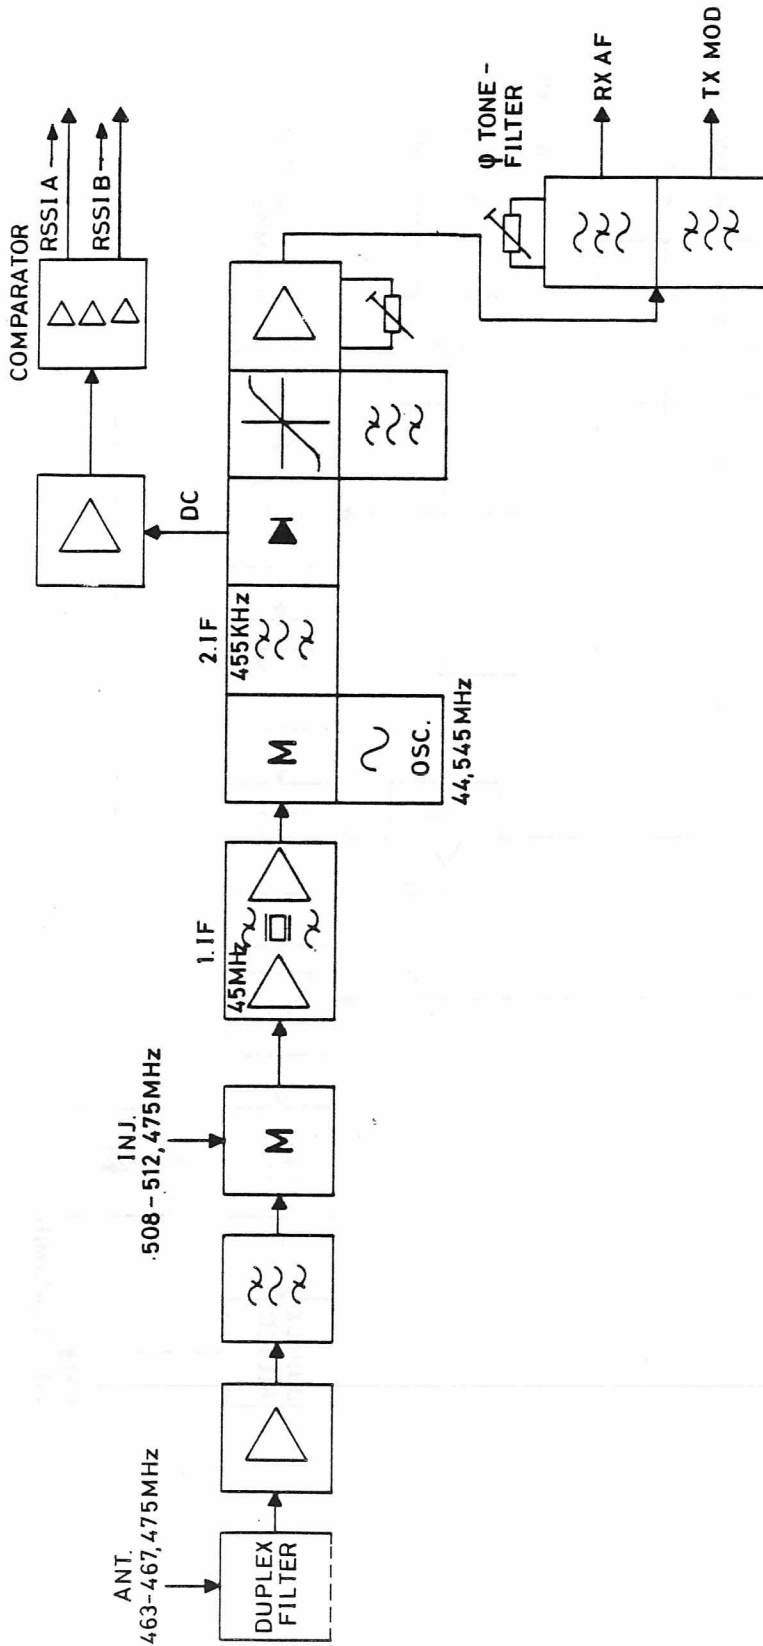 ANT.
463-467,475MHz
DUPLEX
FILTER
INJ.
508-512,475MHz
M
1.IF
45MHz
M
OSC.
44,545MHz
2.IF
455KHz
DC
COMPARATOR
RSSI A
RSSI B
φ TONE-
FILTER
RX AF
TX MOD